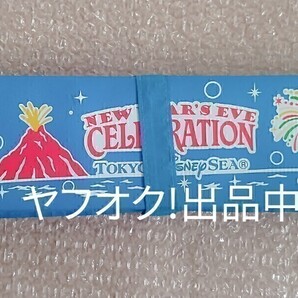 NEW YEAR'S EVE
CELEBRATION
TOKYO DISNEYSEA®
ヤフオク!出品中